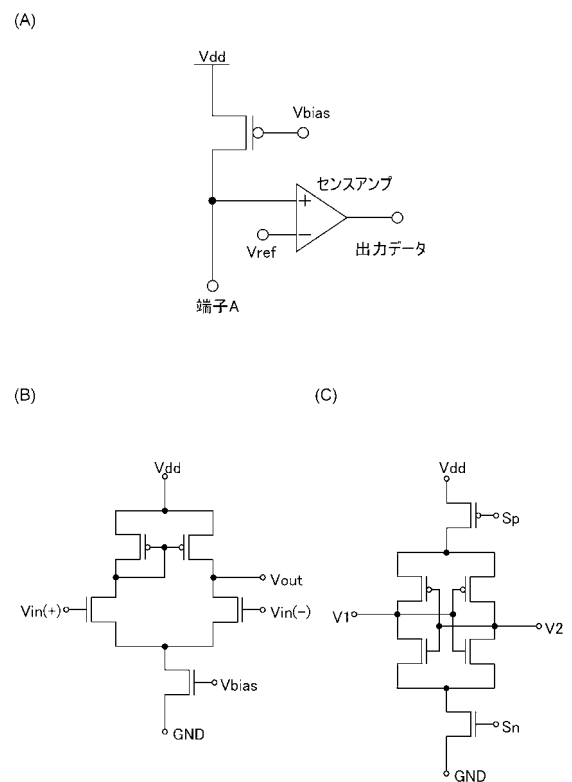 (A)
Vdd
Vbias
センスアンプ
+
−
Vref
出力データ
端子A
(B)
(C)
Vdd
Vout
Vin(+)
Vin(-)
Vbias
GND
Vdd
Sp
V1
V2
Sn
GND